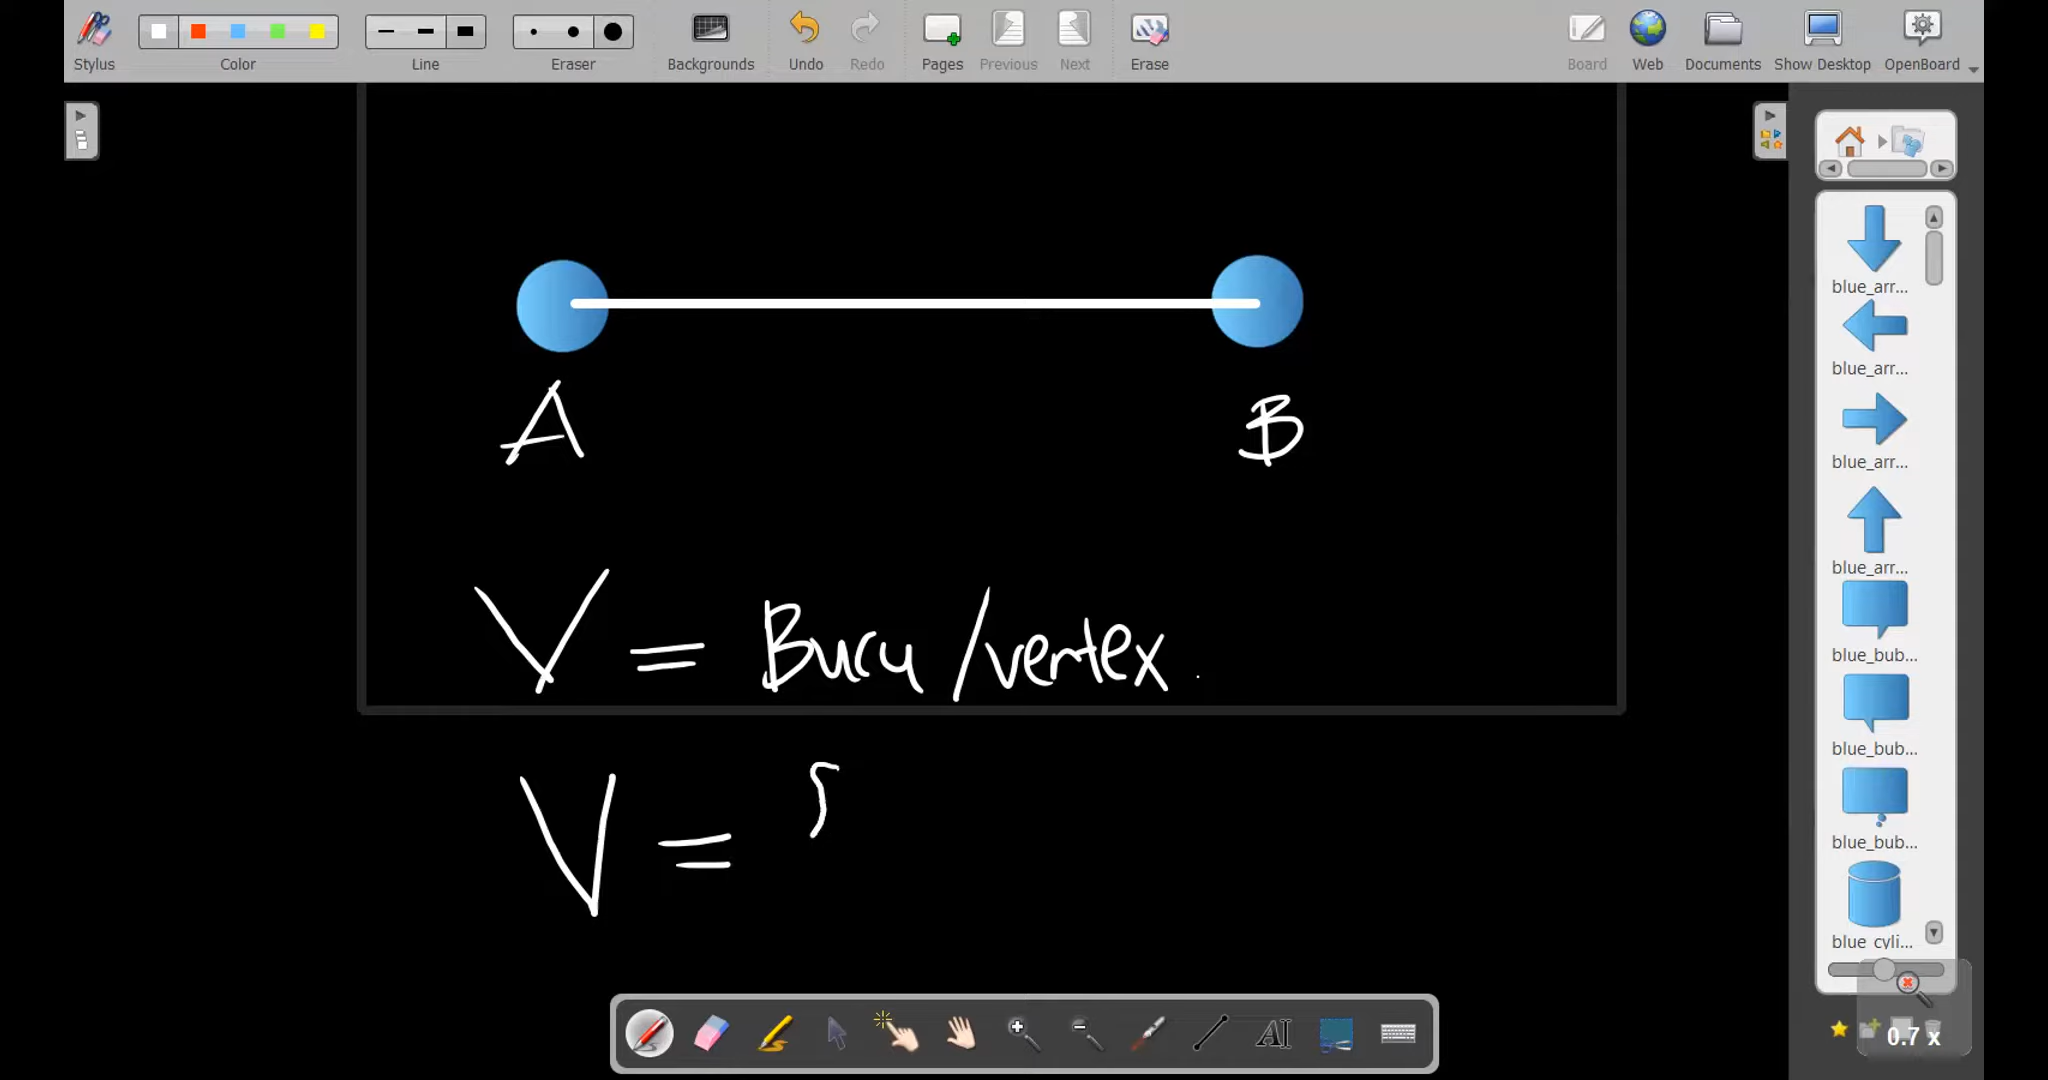 Stylus Color Line Eraser Backgrounds Undo Redo Pages Previous Next Erase Board Web Documents Show Desktop OpenBoard
A B
V = Bucu /vertex.
V =
blue_arr...
blue_arr...
blue_arr...
blue_arr...
blue_bub...
blue_bub...
blue_bub...
blue_cyli...
0.7 x